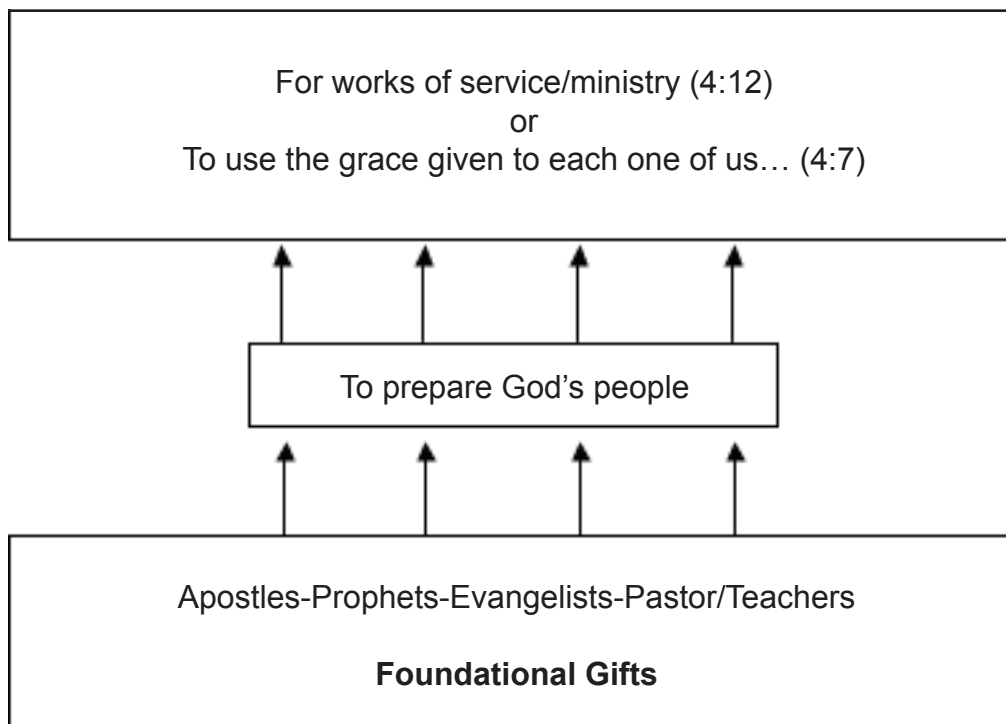 For works of service/ministry (4:12)
or
To use the grace given to each one of us… (4:7)
To prepare God’s people
Apostles-Prophets-Evangelists-Pastor/Teachers
Foundational Gifts